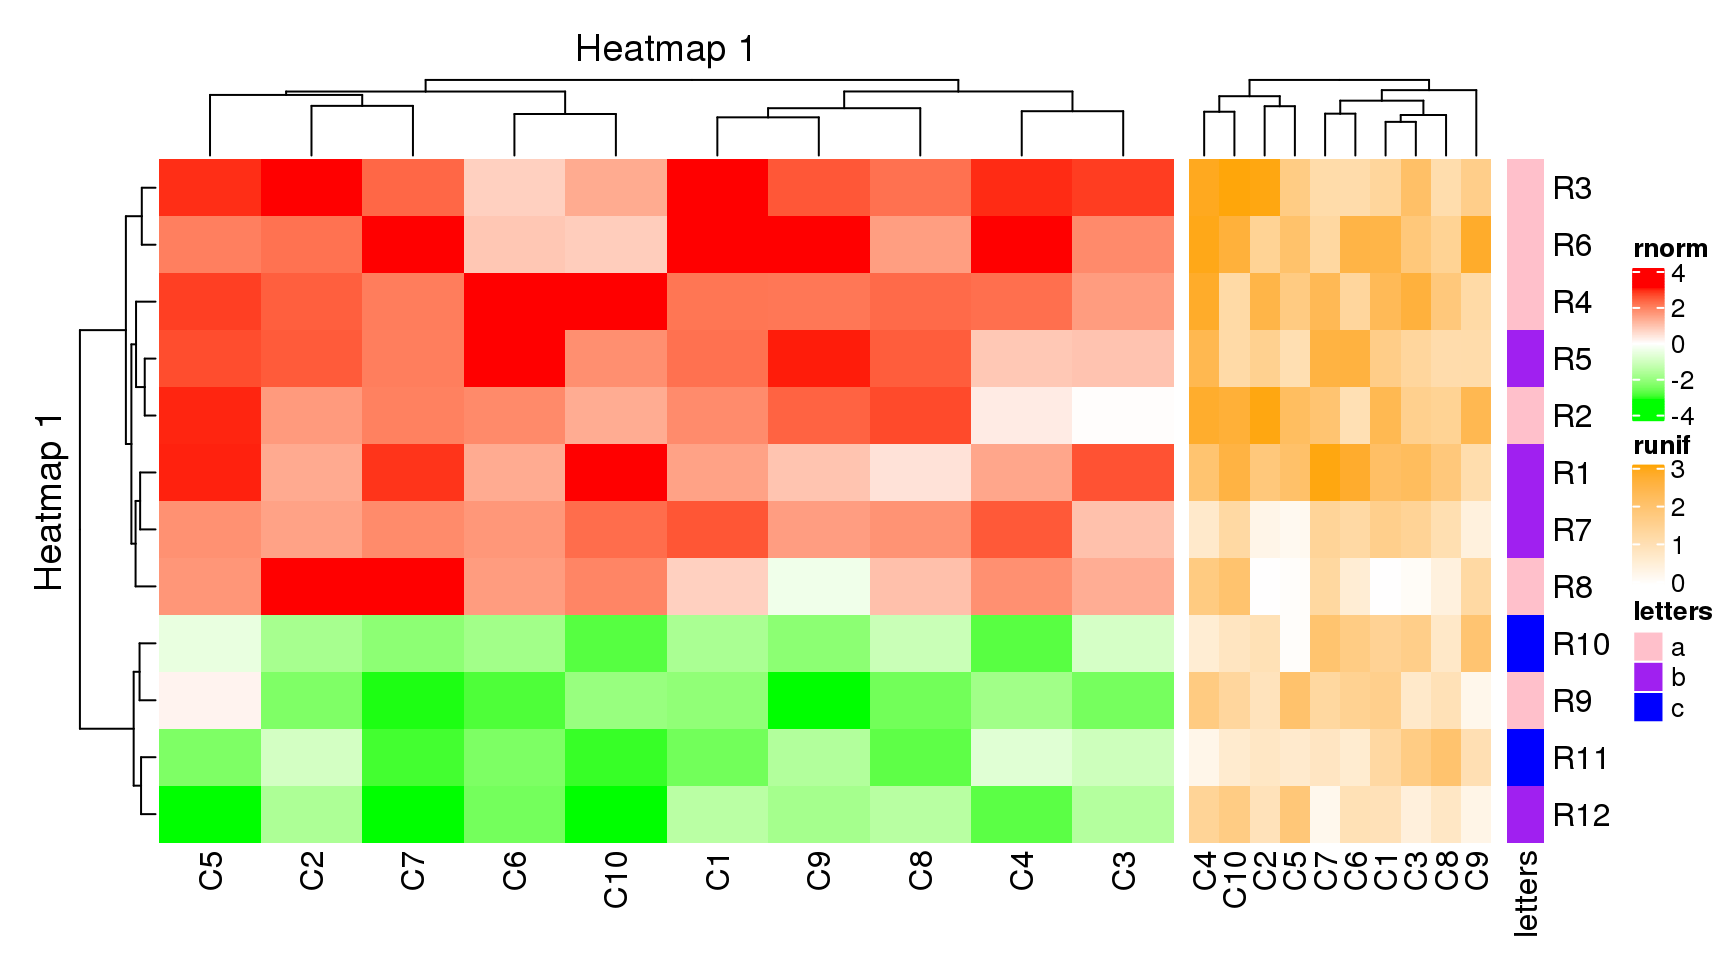 Heatmap 1
Heatmap 1
R3
R6
R4
R5
R2
R1
R7
R8
R10
R9
R11
R12
C5 C2 C7 C6 C10 C1 C9 C8 C4 C3
C4 C10 C2 C5 C7 C6 C1 C3 C8 C9
letters
rnorm
4
2
0
-2
-4
runif
3
2
1
0
letters
a
b
c